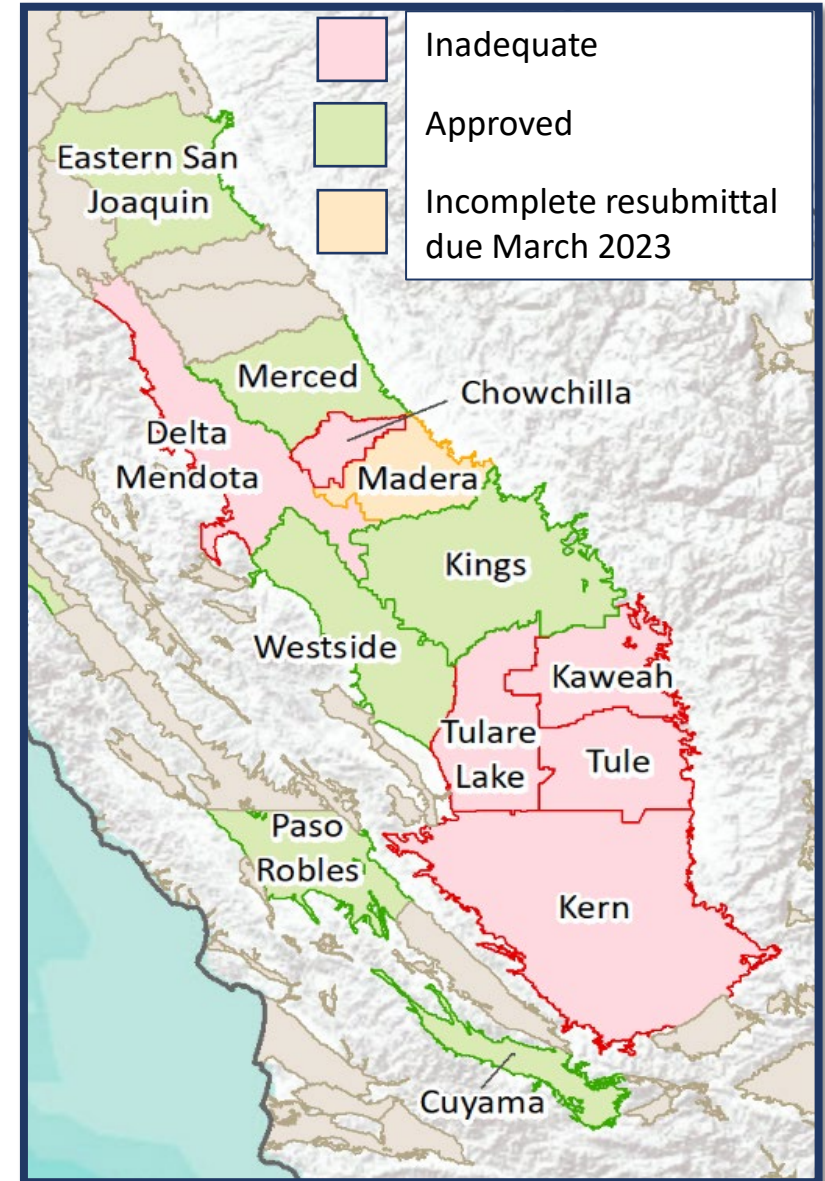 Inadequate
Approved
Incomplete resubmittal
due March 2023
Eastern San
Joaquin
Merced
Chowchilla
Delta
Mendota
Madera
Kings
Westside
Kaweah
Tulare
Lake
Tule
Paso
Robles
Kern
Cuyama